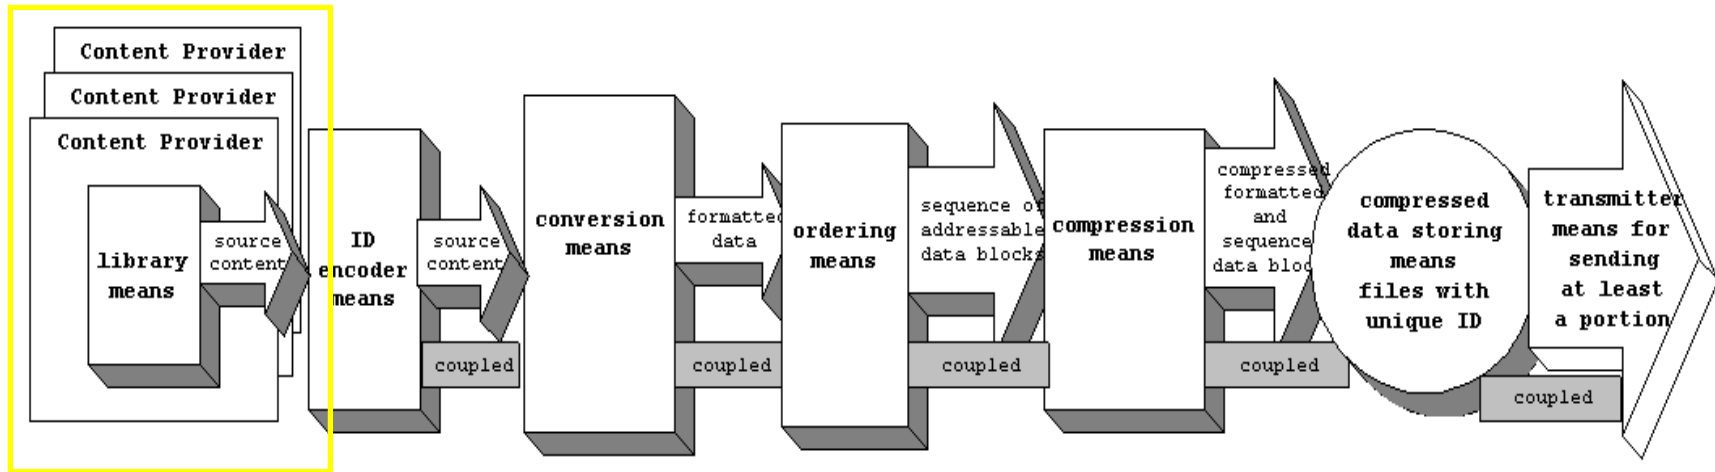 Content Provider
Content Provider
Content Provider
library
means
source
content
ID
encoder
means
source
content
coupled
conversion
means
formatted
data
coupled
ordering
means
sequence of
addressable
data blocks
coupled
compression
means
compressed
formatted
and
sequenced
data blocks
coupled
compressed
data storing
means
files with
unique ID
coupled
transmitter
means for
sending
at least
a portion